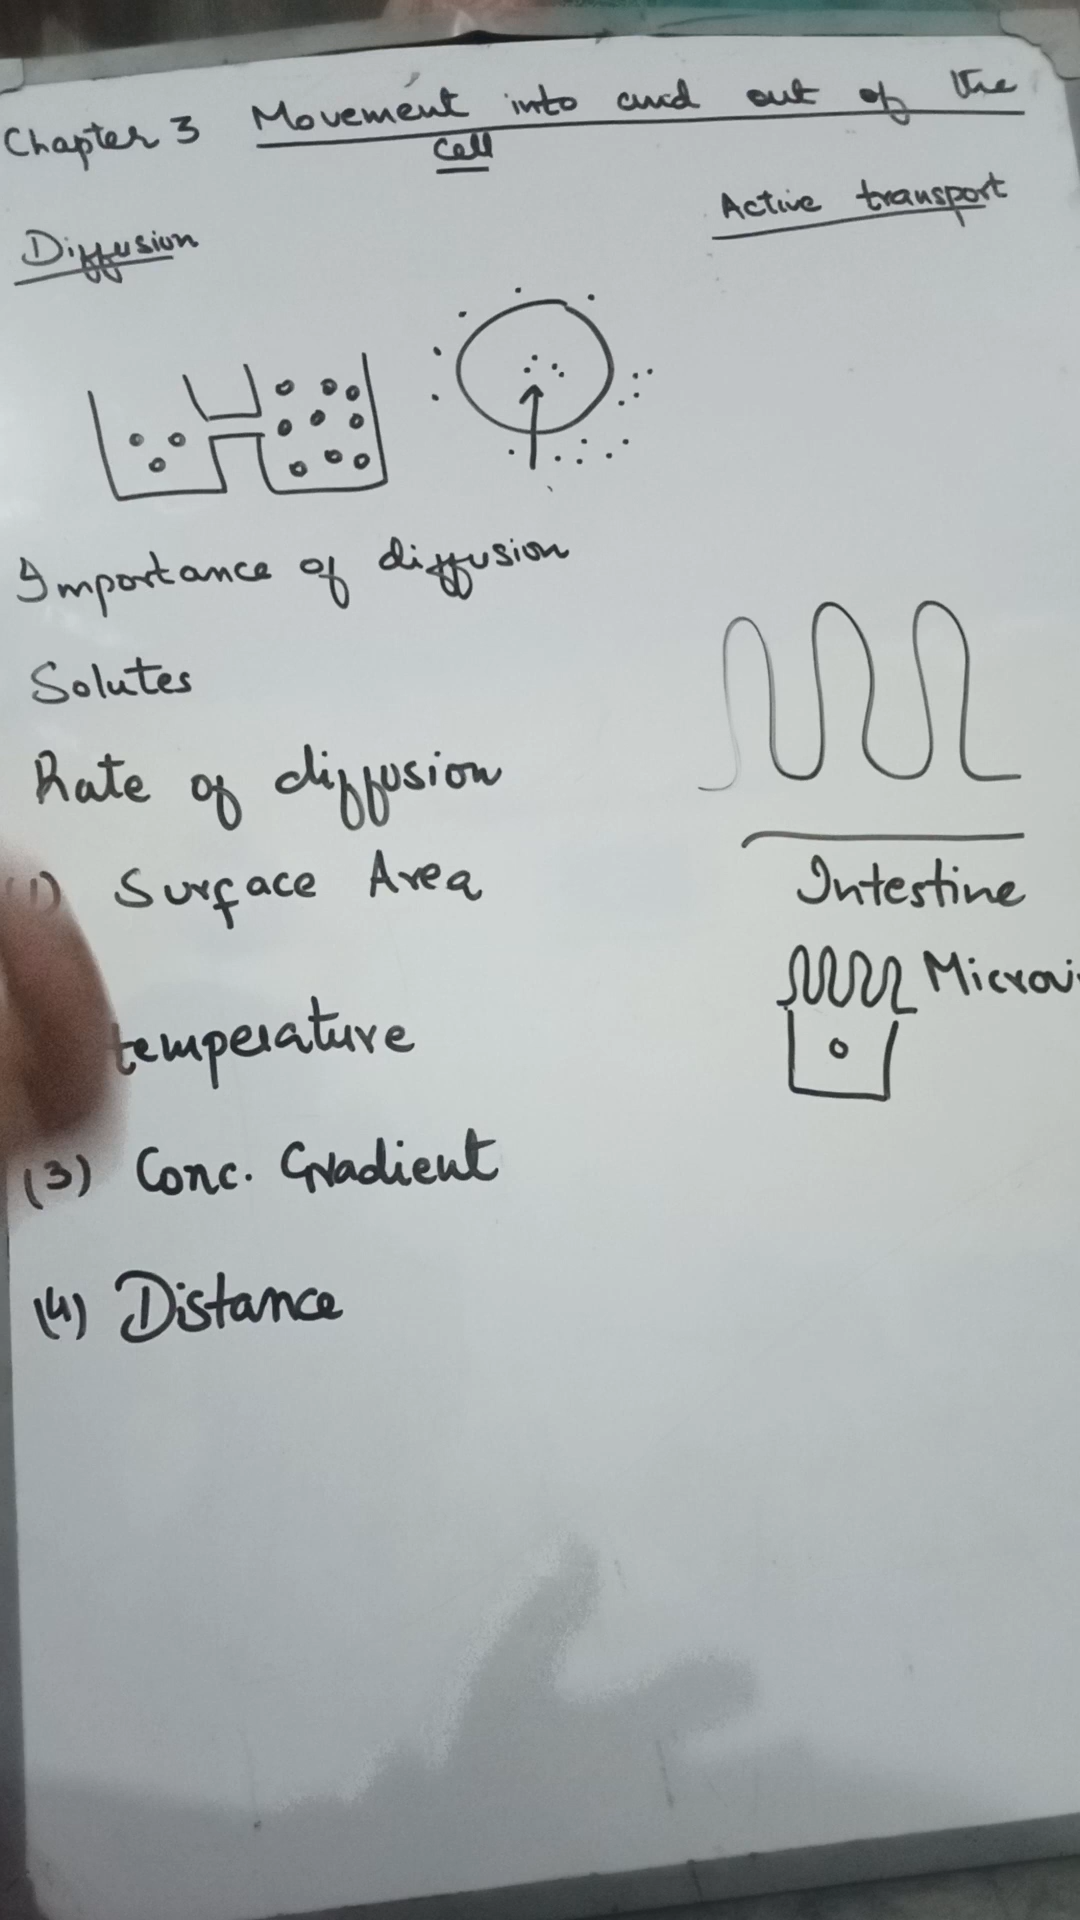 Chapter 3 Movement into and out of the
cell
Active transport
Diffusion
Importance of diffusion
Solutes
Rate of diffusion
(1) Surface Area
Intestine
temperature
(3) Conc. Gradient
(4) Distance